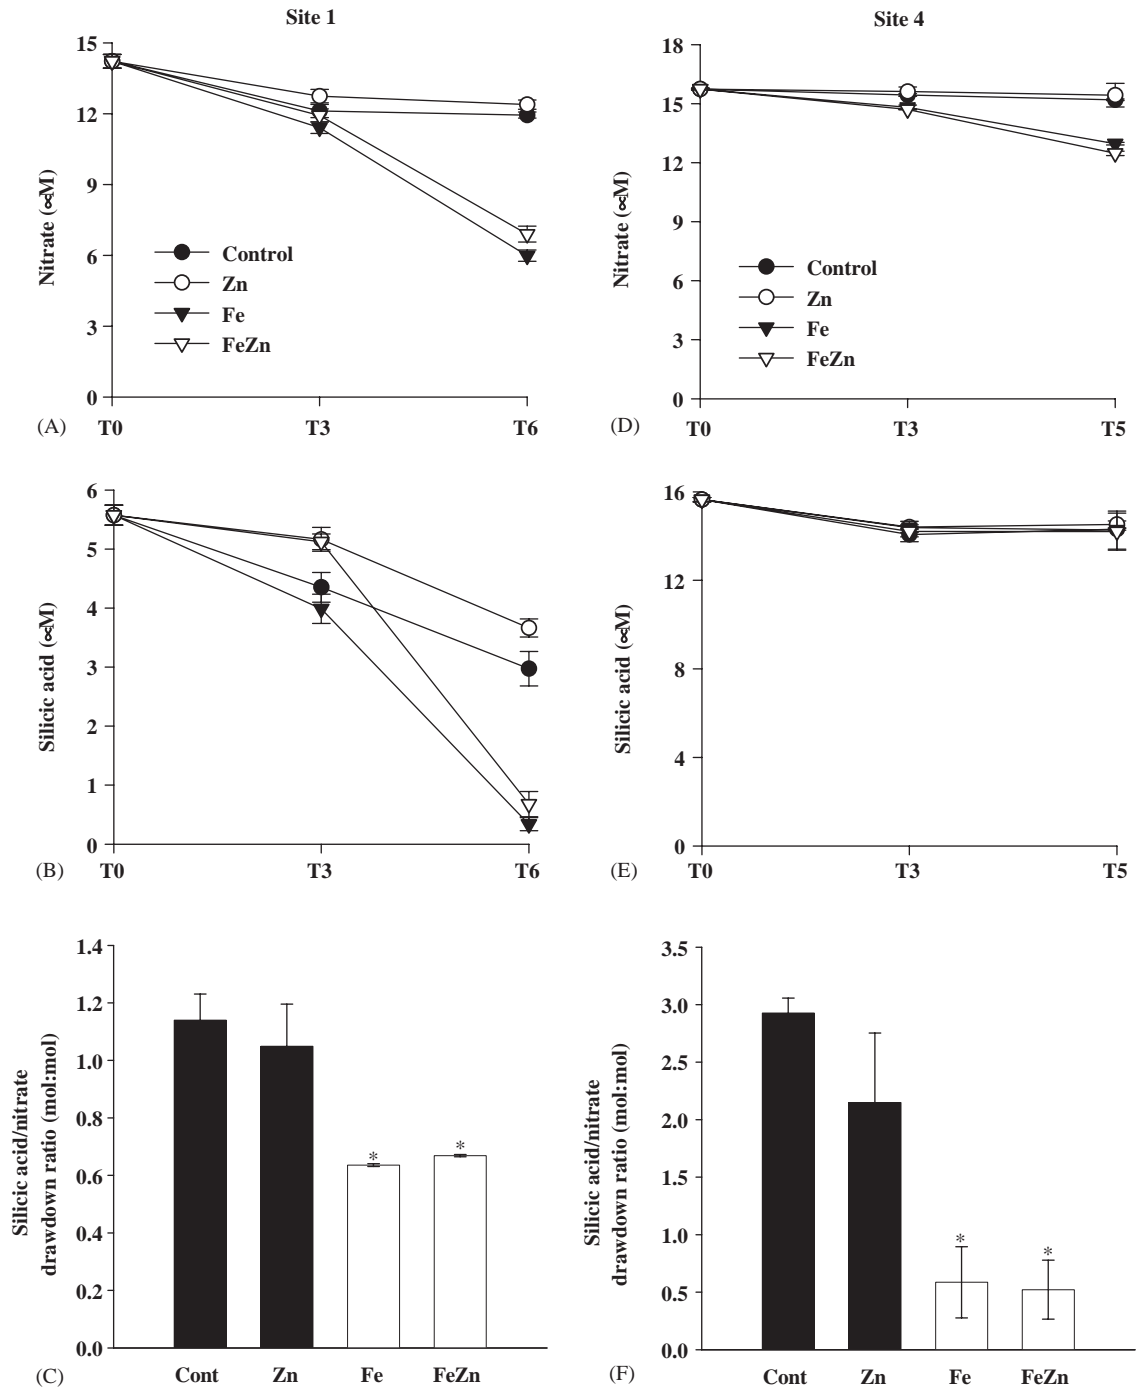 Site 1
15
12
9
6
3
0
Nitrate (∝M)
Control
Zn
Fe
FeZn
(A)
T0
T3
T6
Site 4
18
15
12
9
6
3
0
Nitrate (∝M)
Control
Zn
Fe
FeZn
(D)
T0
T3
T5
6
5
4
3
2
1
0
Silicic acid (∝M)
(B)
T0
T3
T6
16
12
8
4
0
Silicic acid (∝M)
(E)
T0
T3
T5
1.4
1.2
1.0
0.8
0.6
0.4
0.2
0.0
Silicic acid/nitrate
drawdown ratio (mol:mol)
*
*
(C)
Cont
Zn
Fe
FeZn
3.5
3.0
2.5
2.0
1.5
1.0
0.5
0.0
Silicic acid/nitrate
drawdown ratio (mol:mol)
*
*
(F)
Cont
Zn
Fe
FeZn